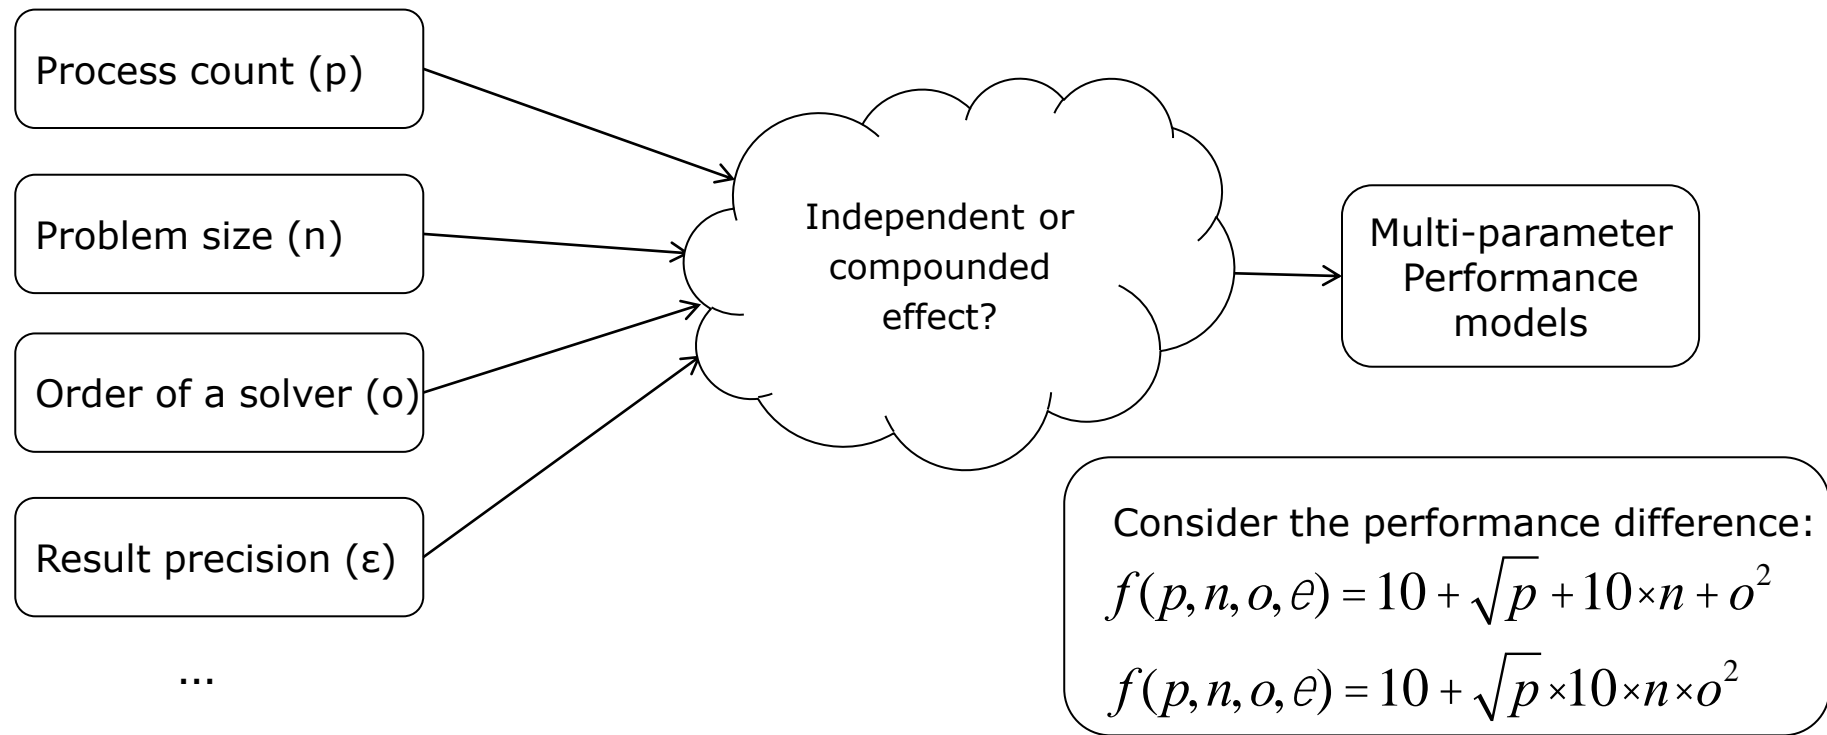 Process count (p)
Problem size (n)
Order of a solver (o)
Result precision (ε)
...
Independent or
compounded
effect?
Multi-parameter
Performance
models
Consider the performance difference:
f(p,n,o,e) = 10 + √p + 10×n + o²
f(p,n,o,e) = 10 + √p×10×n×o²